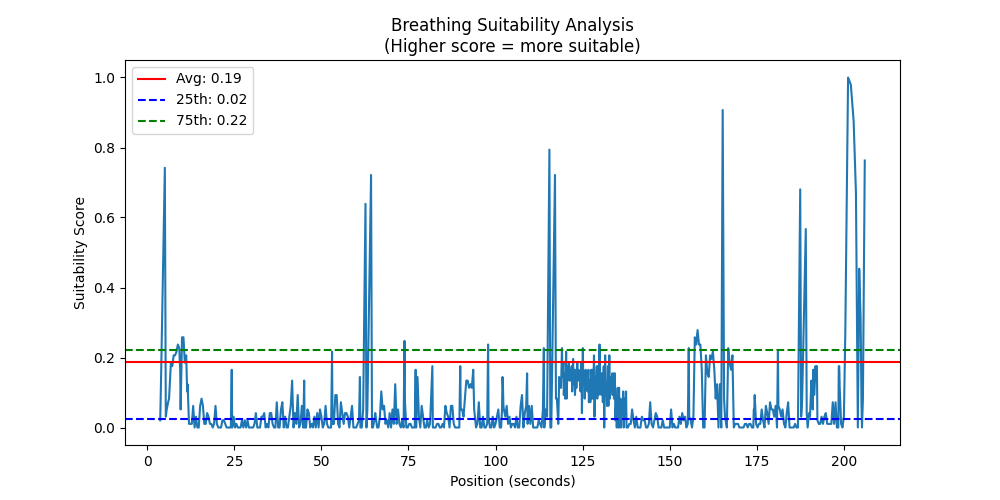 Breathing Suitability Analysis
(Higher score = more suitable)
Avg: 0.19
25th: 0.02
75th: 0.22
Suitability Score
1.0
0.8
0.6
0.4
0.2
0.0
0 25 50 75 100 125 150 175 200
Position (seconds)